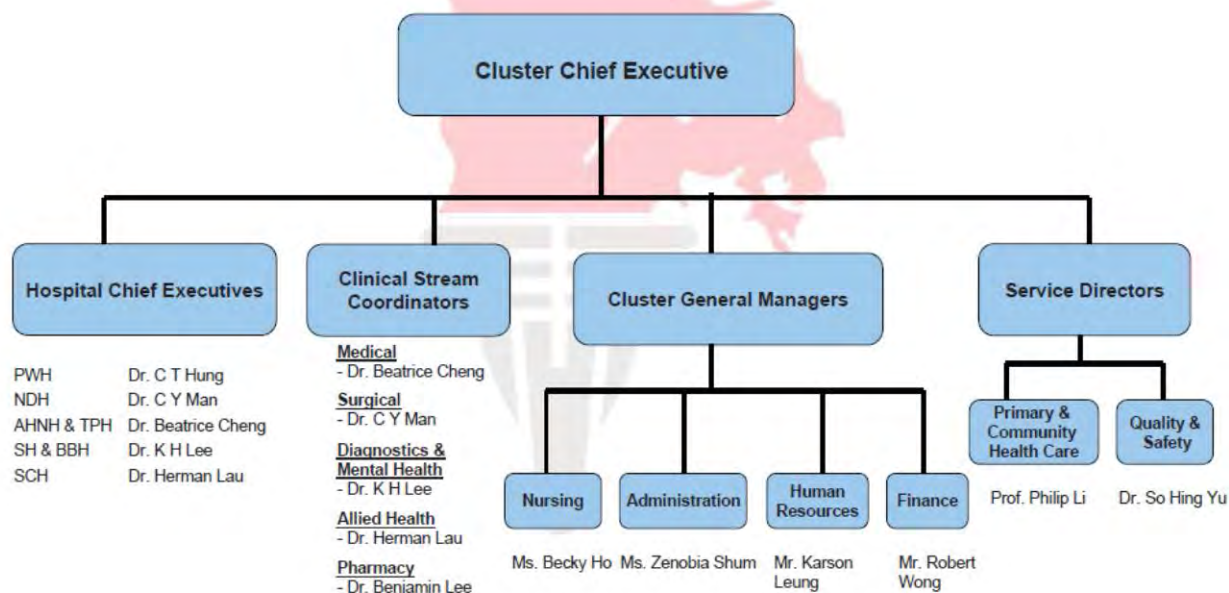 Cluster Chief Executive
Hospital Chief Executives
PWH Dr. C T Hung
NDH Dr. C Y Man
AHNH & TPH Dr. Beatrice Cheng
SH & BBH Dr. K H Lee
SCH Dr. Herman Lau
Clinical Stream
Coordinators
Medical
- Dr. Beatrice Cheng
Surgical
- Dr. C Y Man
Diagnostics &
Mental Health
- Dr. K H Lee
Allied Health
- Dr. Herman Lau
Pharmacy
- Dr. Benjamin Lee
Cluster General Managers
Nursing
Ms. Becky Ho
Administration
Ms. Zenobia Shum
Human
Resources
Mr. Karson
Leung
Finance
Mr. Robert
Wong
Service Directors
Primary &
Community
Health Care
Prof. Philip Li
Quality &
Safety
Dr. So Hing Yu